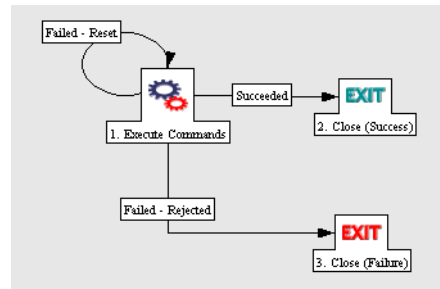 Failed - Reset
Succeeded
EXIT
1. Execute Commands
2. Close (Success)
Failed - Rejected
EXIT
3. Close (Failure)